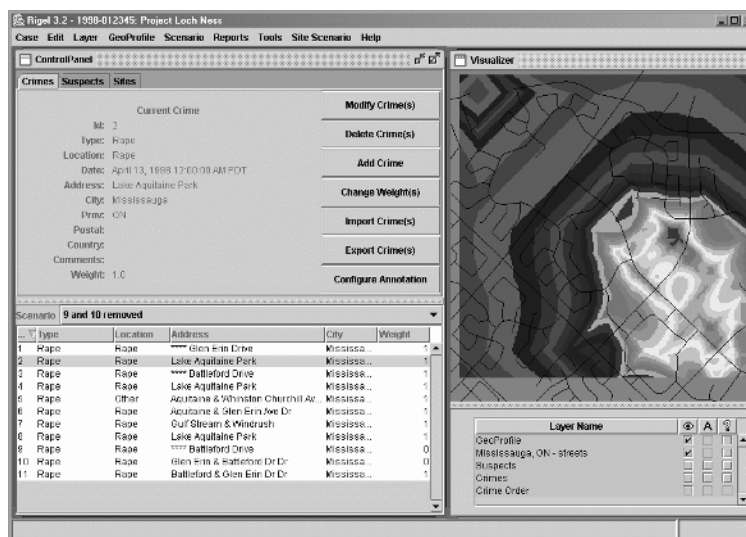 Rigel 3.2 - 1998-012345: Project Loch Ness
Case Edit Layer GeoProfile Scenario Reports Tools Site Scenario Help
ControlPanel
Crimes Suspects Sites
Current Crime
Id: 2
Type: Rape
Location: Rape
Date: April 13, 1998 12:00:00 AM PDT
Address: Lake Aquitaine Park
City: Mississauga
Prov: ON
Postal:
Country:
Comments:
Weight: 1.0
Modify Crime(s)
Delete Crime(s)
Add Crime
Change Weight(s)
Import Crime(s)
Export Crime(s)
Configure Annotation
Scenario 9 and 10 removed
... Type Location Address City Weight
1 Rape Rape **** Glen Erin Drive Mississa... 1
2 Rape Rape Lake Aquitaine Park Mississa... 1
3 Rape Rape **** Battleford Drive Mississa... 1
4 Rape Rape Lake Aquitaine Park Mississa... 1
5 Rape Other Aquitaine & Whinston Churchill Av... Mississa... 1
6 Rape Rape Aquitaine & Glen Erin Ave Dr Mississa... 1
7 Rape Rape Gulf Stream & Windrush Mississa... 1
8 Rape Rape Lake Aquitaine Park Mississa... 1
9 Rape Rape **** Battleford Drive Mississa... 0
10 Rape Rape Glen Erin & Battleford Dr Dr Mississa... 0
11 Rape Rape Battleford & Glen Erin Dr Dr Mississa... 1
Visualizer
Layer Name A
GeoProfile
Mississauga, ON - streets
Suspects
Crimes
Crime Order